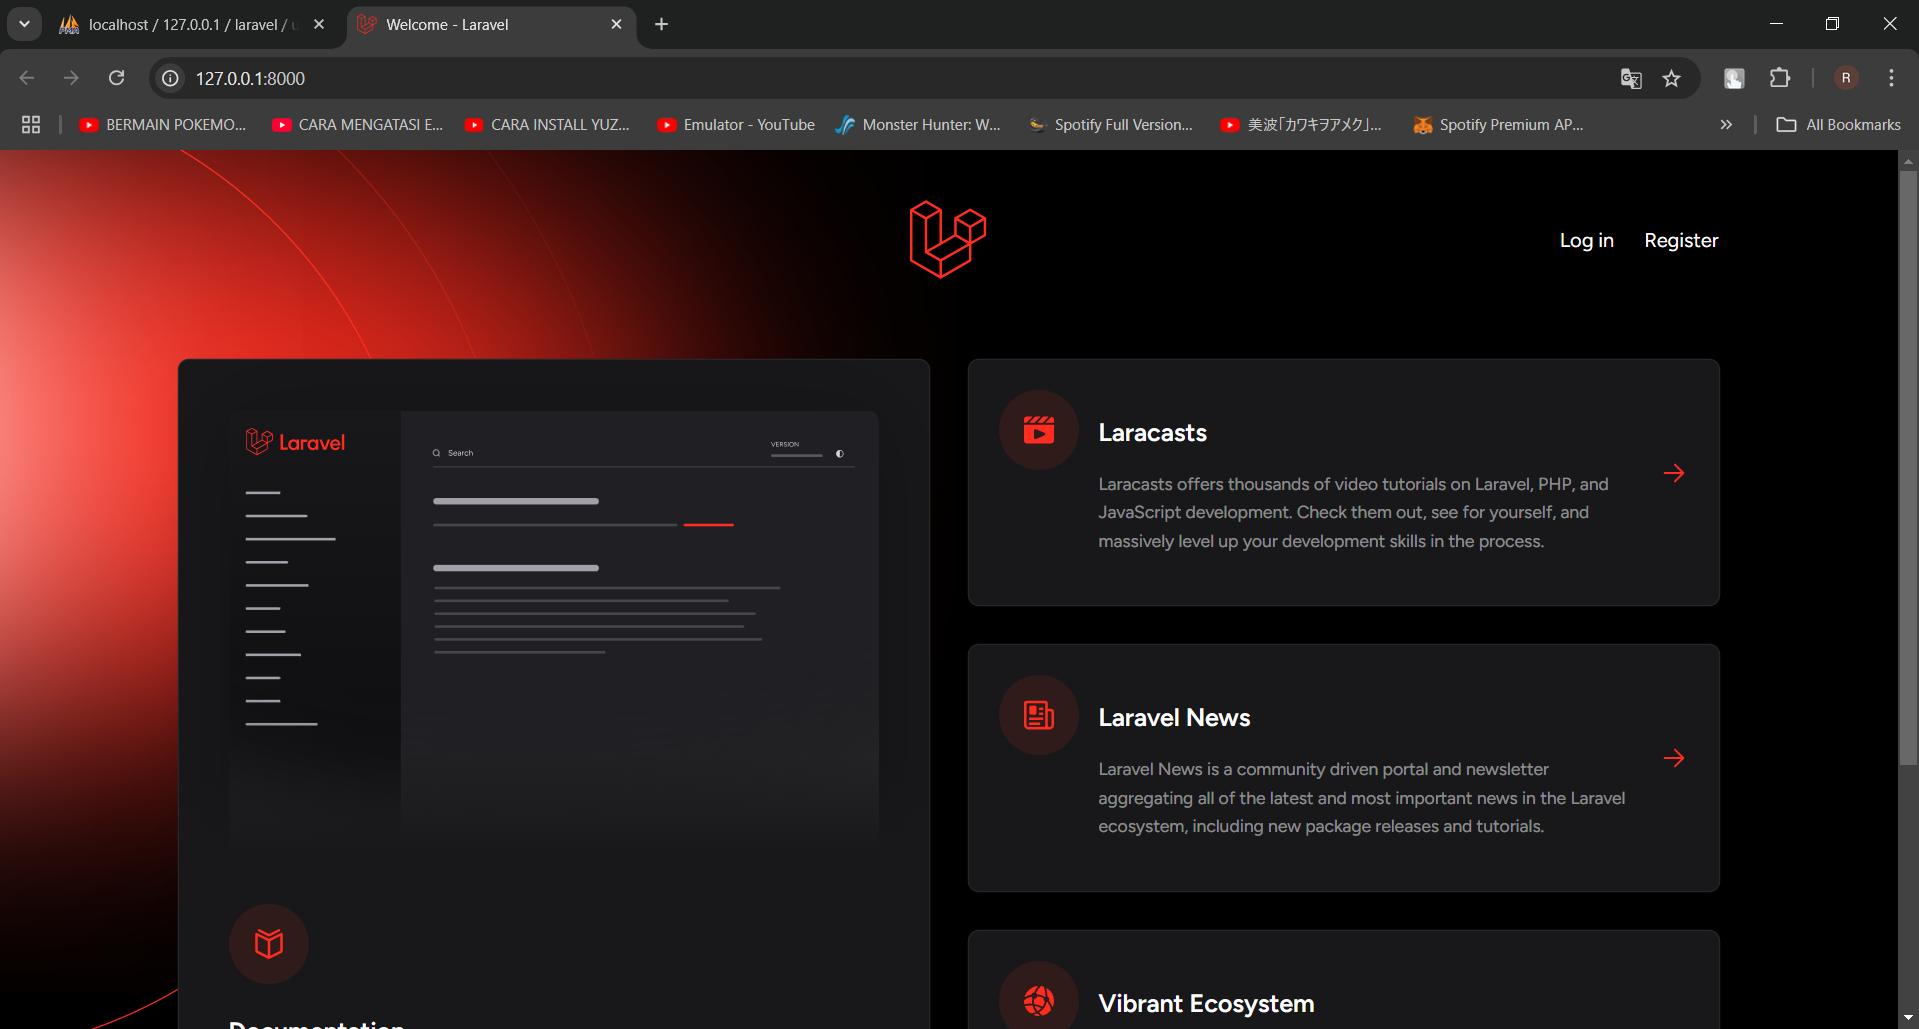 localhost / 127.0.0.1 / laravel /
Welcome - Laravel
127.0.0.1:8000
R
BERMAIN POKEMO...
CARA MENGATASI E...
CARA INSTALL YUZ...
Emulator - YouTube
Monster Hunter: W...
Spotify Full Version...
美波「カワキヲアメク」...
Spotify Premium AP...
All Bookmarks
Log in
Register
Laravel
Search
VERSION
Laracasts
Laracasts offers thousands of video tutorials on Laravel, PHP, and
JavaScript development. Check them out, see for yourself, and
massively level up your development skills in the process.
Laravel News
Laravel News is a community driven portal and newsletter
aggregating all of the latest and most important news in the Laravel
ecosystem, including new package releases and tutorials.
Documentation
Vibrant Ecosystem